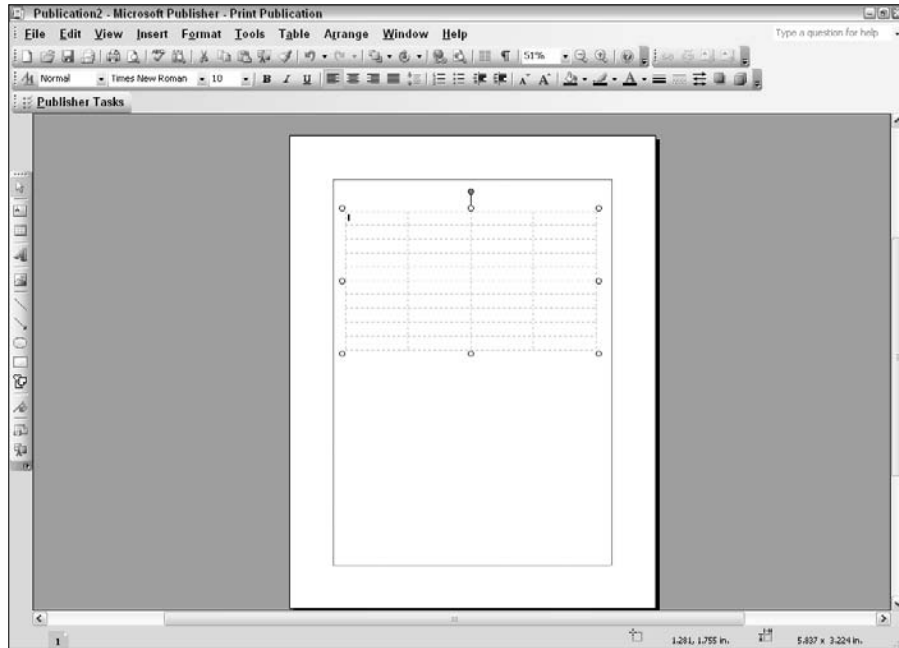 Publication2 - Microsoft Publisher - Print Publication
File Edit View Insert Format Tools Table Arrange Window Help Type a question for help
51%
Normal Times New Roman 10 B I U
Publisher Tasks
1 1.281, 1.755 in. 5.837 x 3.224 in.